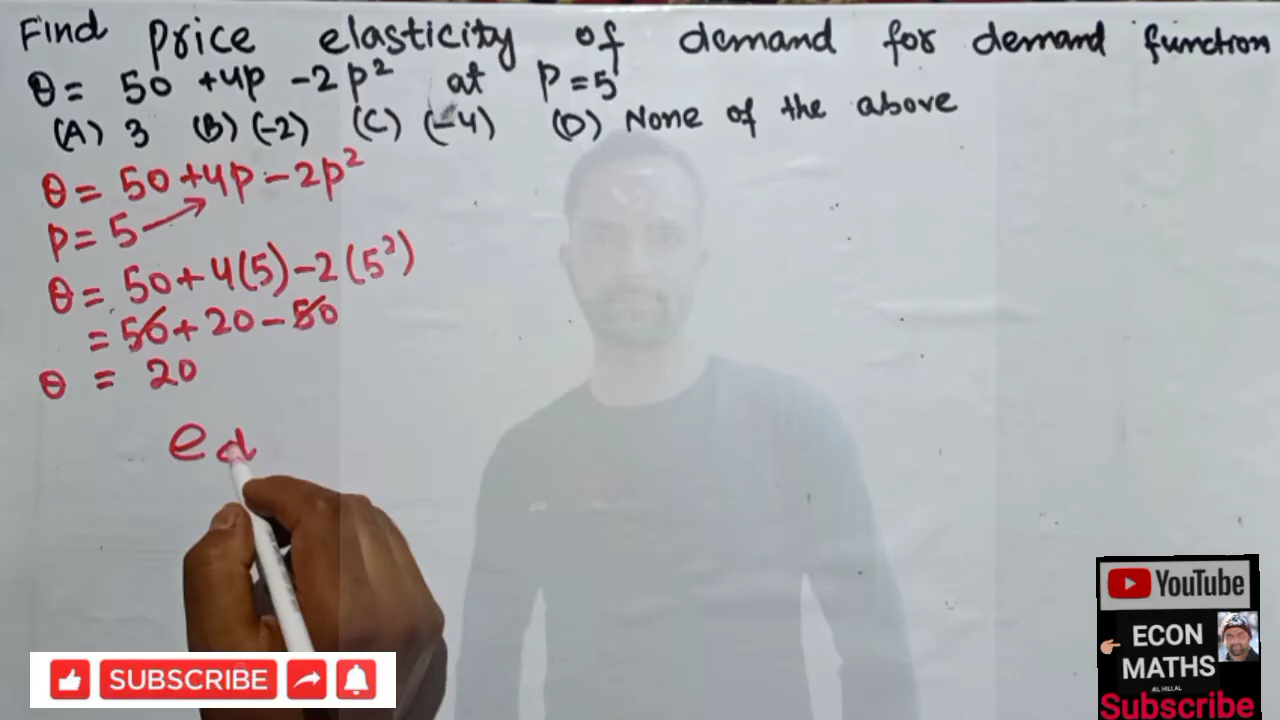 Find price elasticity of demand for demand function
θ = 50 + 4p - 2p² at P = 5
(A) 3 (B) (-2) (C) (-4) (D) None of the above
θ = 50 + 4p - 2p²
p = 5
θ = 50 + 4(5) - 2(5²)
= 50 + 20 - 50
θ = 20
ed
YouTube
ECON
MATHS
ÆL HILLAL
Subscribe
SUBSCRIBE